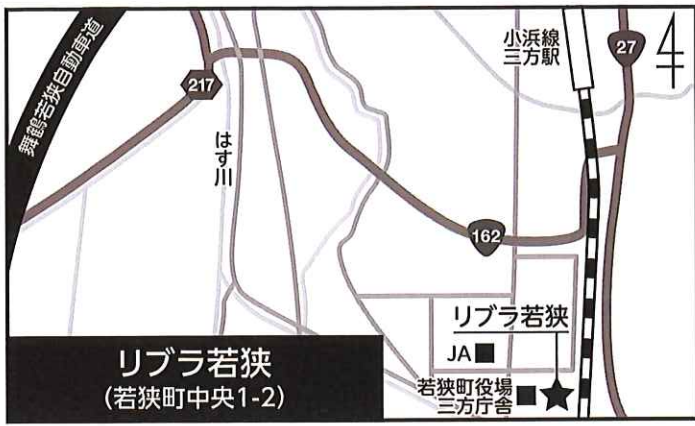 舞鶴若狭自動車道
217
はす川
小浜線
三方駅
27
162
リブラ若狭
JA
若狭町役場
三方庁舎
リブラ若狭
(若狭町中央1-2)